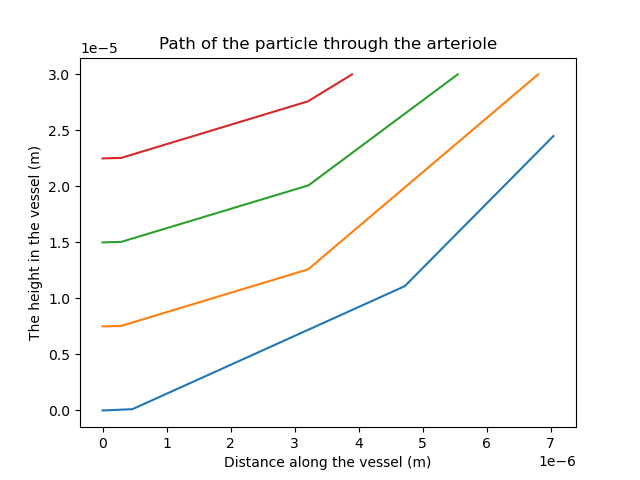 Path of the particle through the arteriole
1e−5
The height in the vessel (m)
3.0
2.5
2.0
1.5
1.0
0.5
0.0
0 1 2 3 4 5 6 7
Distance along the vessel (m)
1e−6